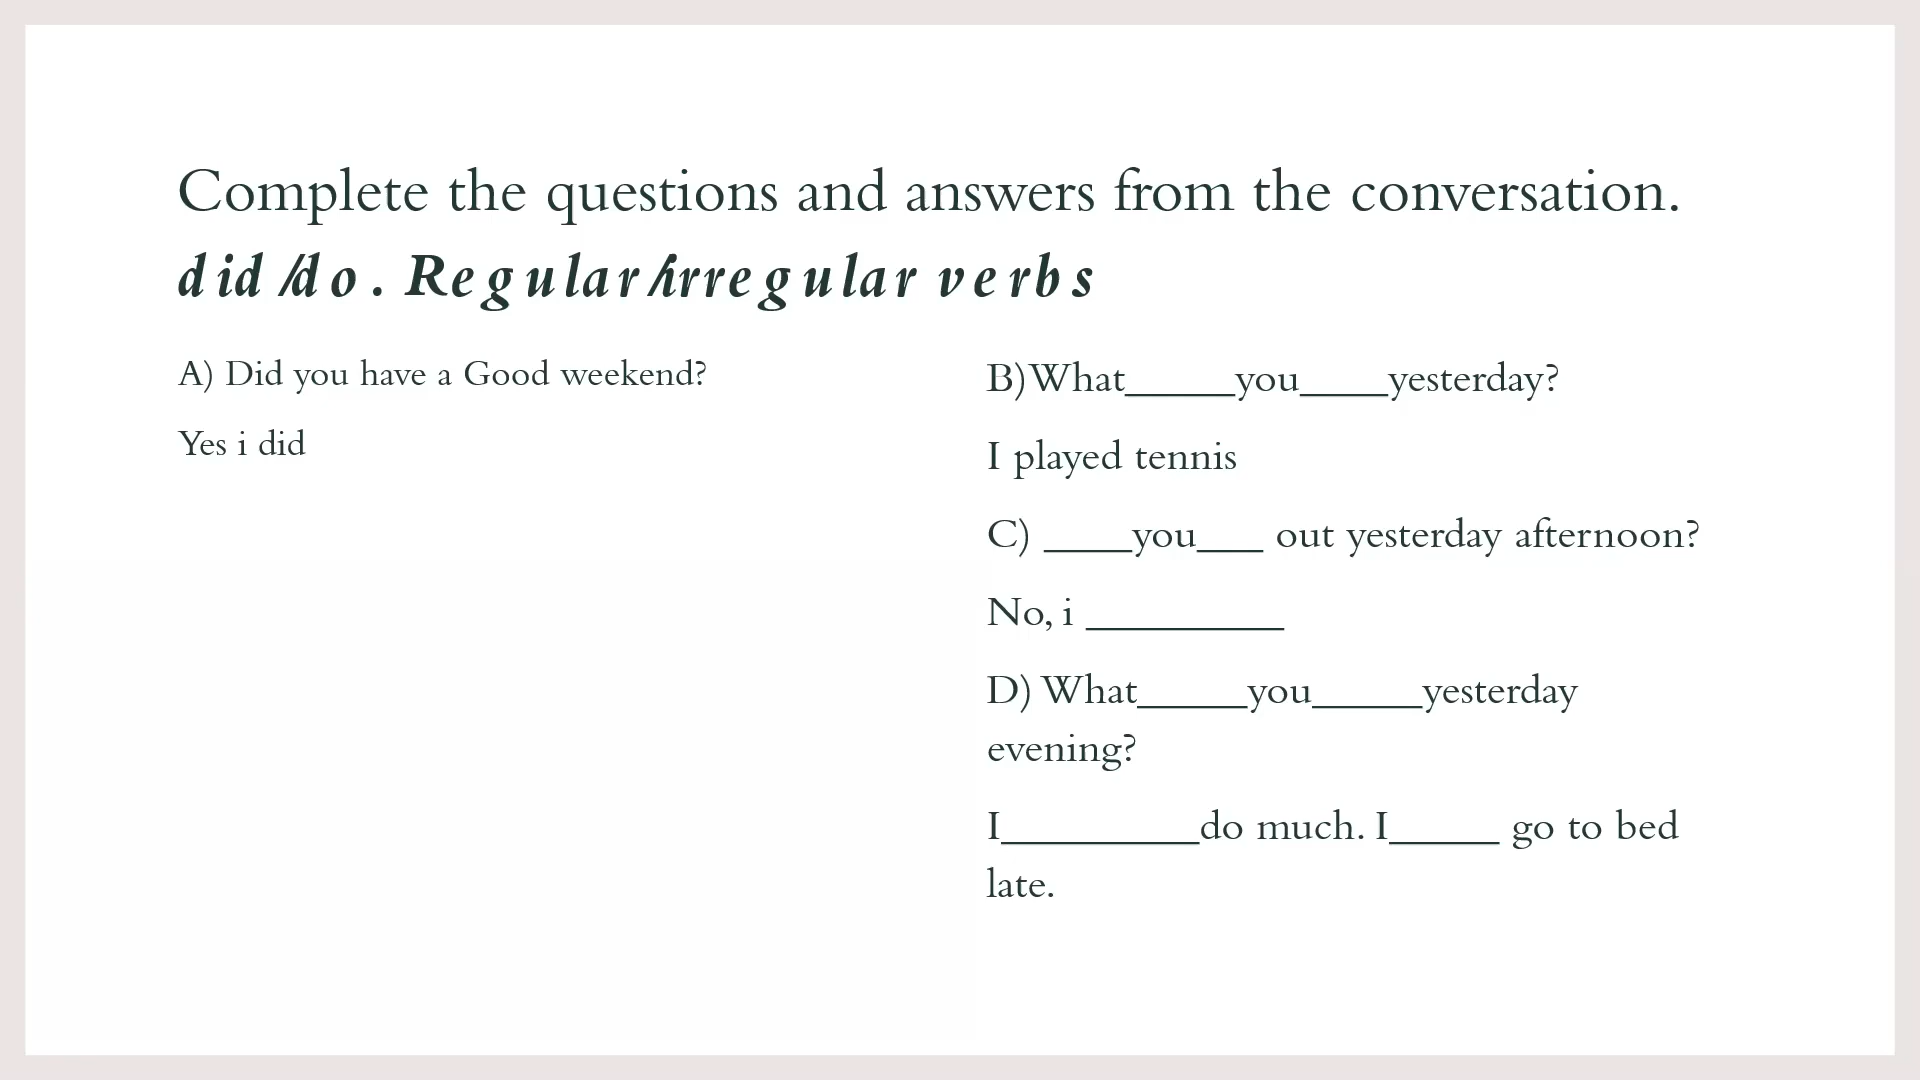 Complete the questions and answers from the conversation.
did/do. Regular/irregular verbs
A) Did you have a Good weekend?
Yes i did
B)What_____you____yesterday?
I played tennis
C) ____you___ out yesterday afternoon?
No, i _________
D) What_____you_____yesterday
evening?
I_________do much. I_____ go to bed
late.